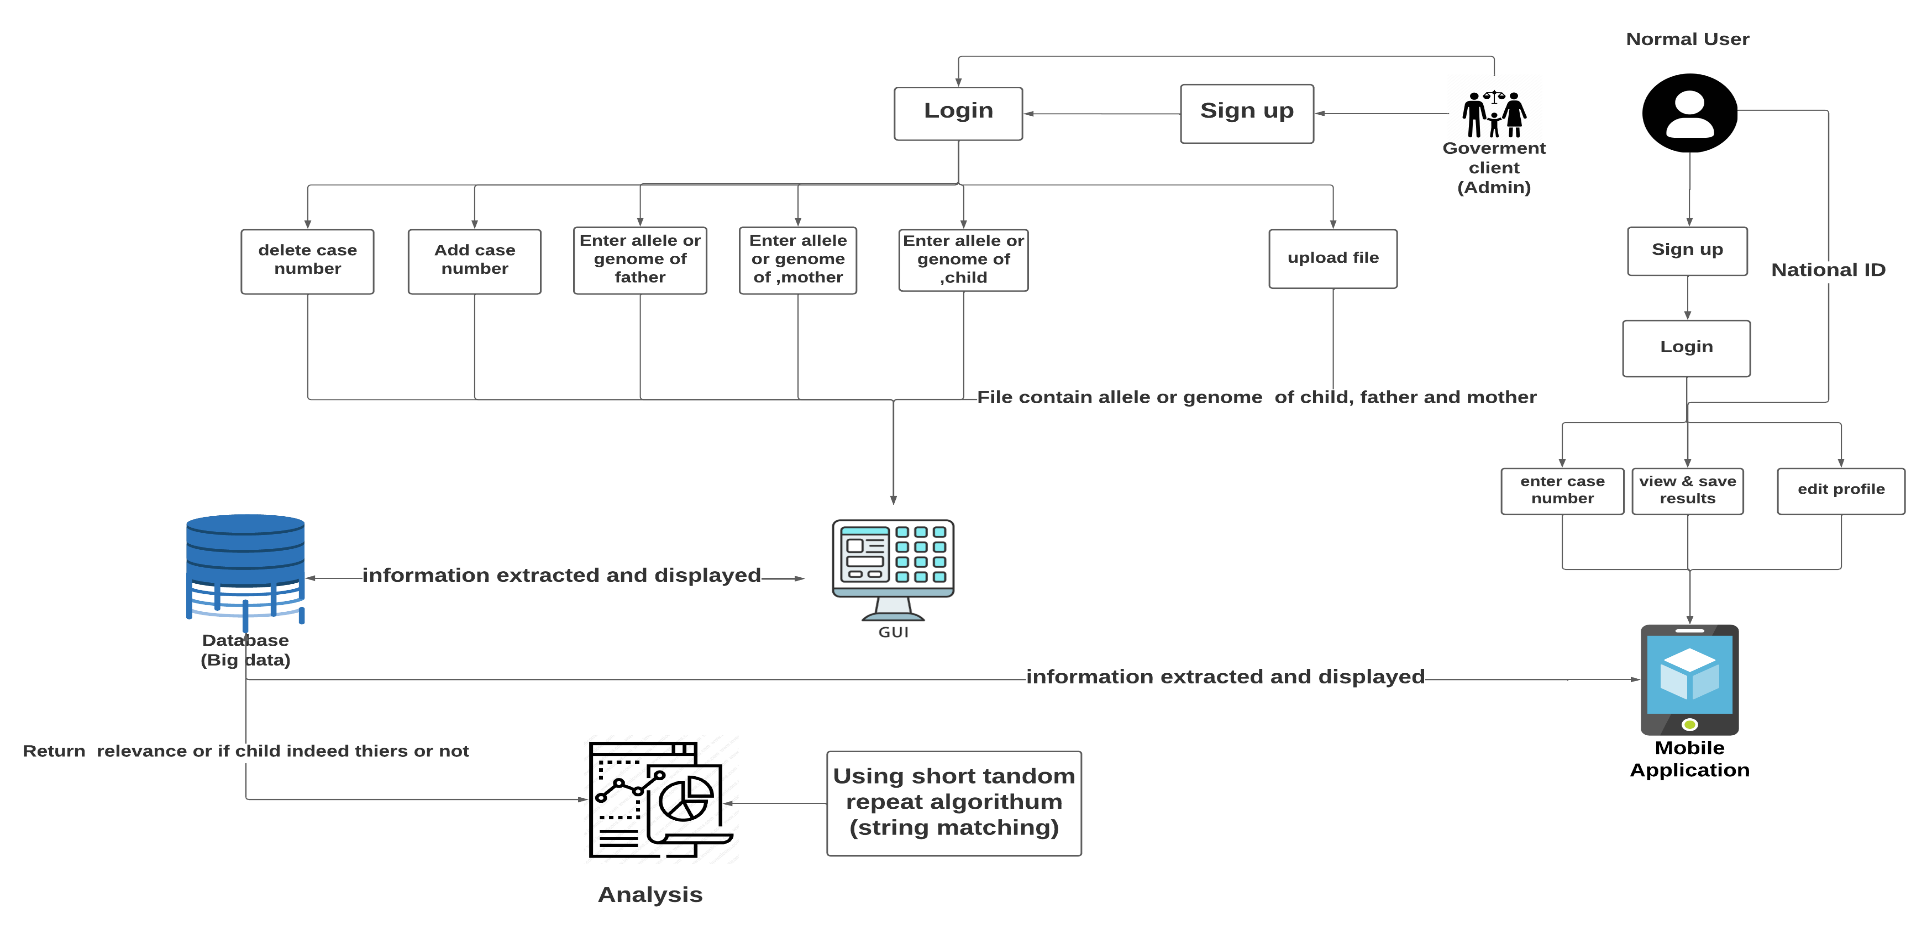 Normal User
Login
Sign up
Goverment
client
(Admin)
delete case
number
Add case
number
Enter allele or
genome of
father
Enter allele
or genome
of ,mother
Enter allele or
genome of
,child
upload file
Sign up
National ID
Login
File contain allele or genome  of child, father and mother
enter case
number
view & save
results
edit profile
information extracted and displayed
GUI
Database
(Big data)
information extracted and displayed
Return  relevance or if child indeed thiers or not
Mobile
Application
Using short tandom
repeat algorithum
(string matching)
Analysis